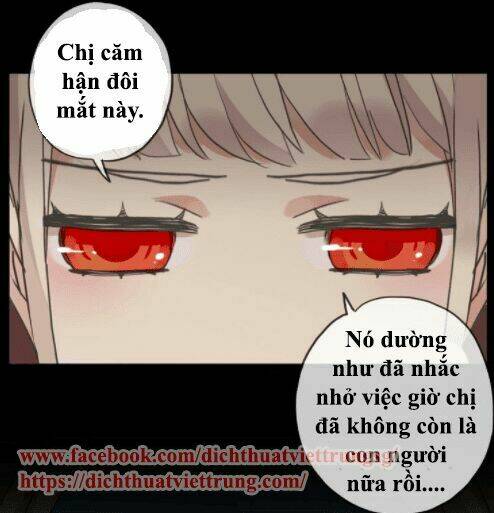 Chị căm
hận đôi
mắt này.
Nó dường
như đã nhắc
nhở việc giờ chị
đã không còn là
con người
nữa rồi....
www.facebook.com/dichthuatviettrung.g
https://dichthuatviettrung.com/